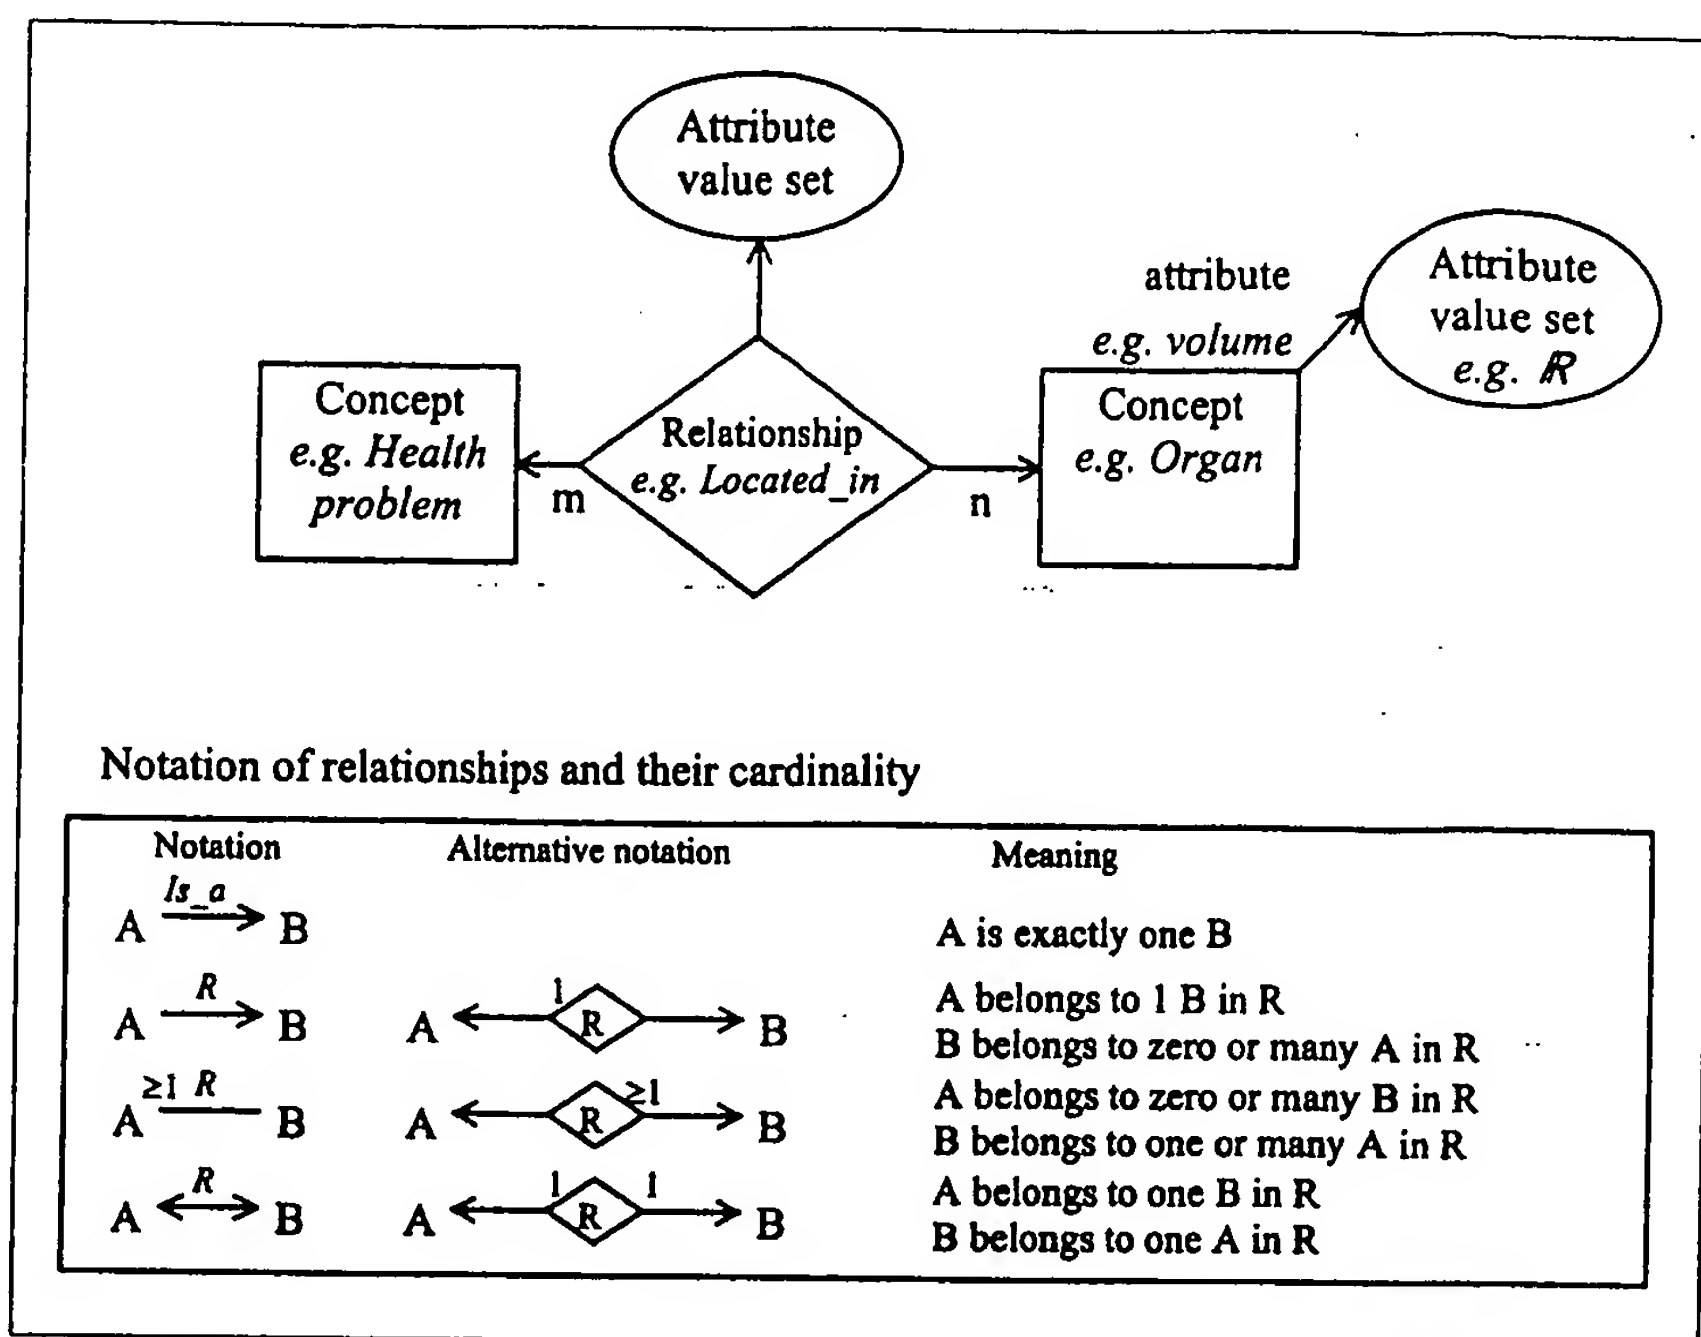 Attribute
value set
attribute
e.g. volume
Attribute
value set
e.g. ℝ
Concept
e.g. Health
problem
m
Relationship
e.g. Located_in
n
Concept
e.g. Organ
Notation of relationships and their cardinality
Notation Alternative notation Meaning
Is_a
A B A is exactly one B
R 1
A B A R B A belongs to 1 B in R
B belongs to zero or many A in R
≥1 R ≥1
A B A R B A belongs to zero or many B in R
B belongs to one or many A in R
R 1 1
A B A R B A belongs to one B in R
B belongs to one A in R